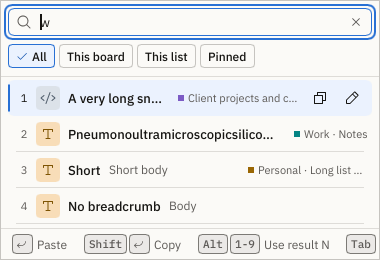 w
All This board This list Pinned
1 </> A very long sn... Client projects and c... 
2 T Pneumonoultramicroscopicsilico... Work · Notes
3 T Short Short body Personal · Long list ...
4 T No breadcrumb Body
Paste Shift Copy Alt 1-9 Use result N Tab